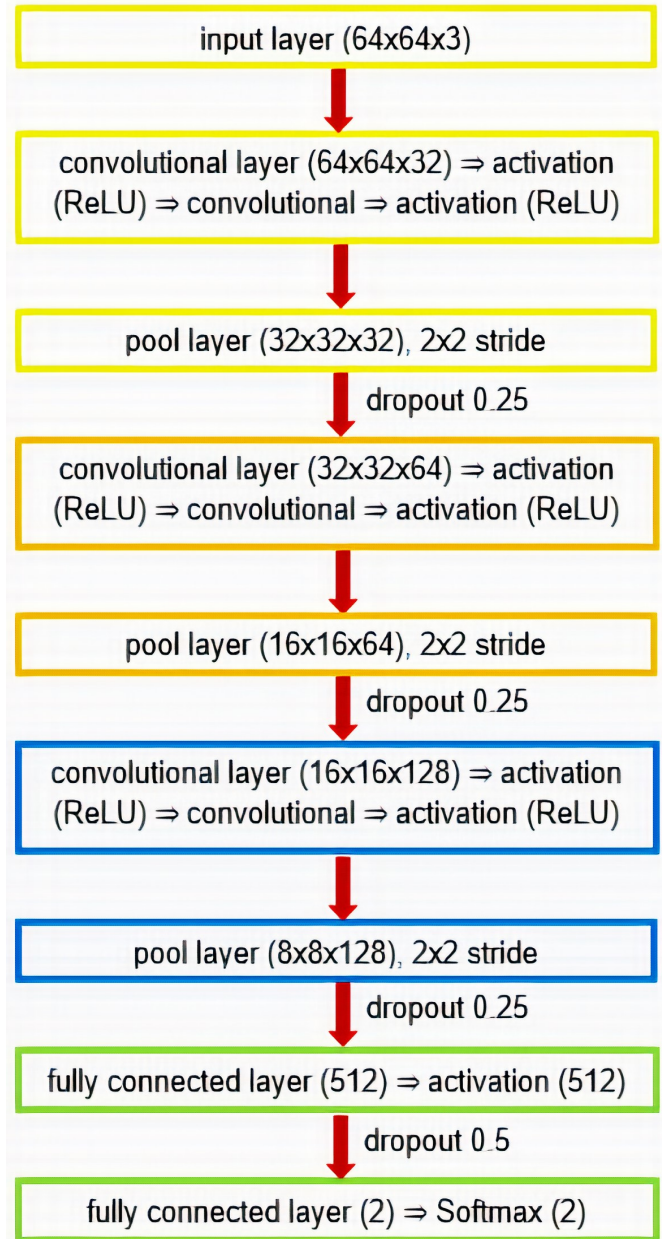 input layer (64x64x3)
convolutional layer (64x64x32) ⇒ activation
(ReLU) ⇒ convolutional ⇒ activation (ReLU)
pool layer (32x32x32), 2x2 stride
dropout 0.25
convolutional layer (32x32x64) ⇒ activation
(ReLU) ⇒ convolutional ⇒ activation (ReLU)
pool layer (16x16x64), 2x2 stride
dropout 0.25
convolutional layer (16x16x128) ⇒ activation
(ReLU) ⇒ convolutional ⇒ activation (ReLU)
pool layer (8x8x128), 2x2 stride
dropout 0.25
fully connected layer (512) ⇒ activation (512)
dropout 0.5
fully connected layer (2) ⇒ Softmax (2)